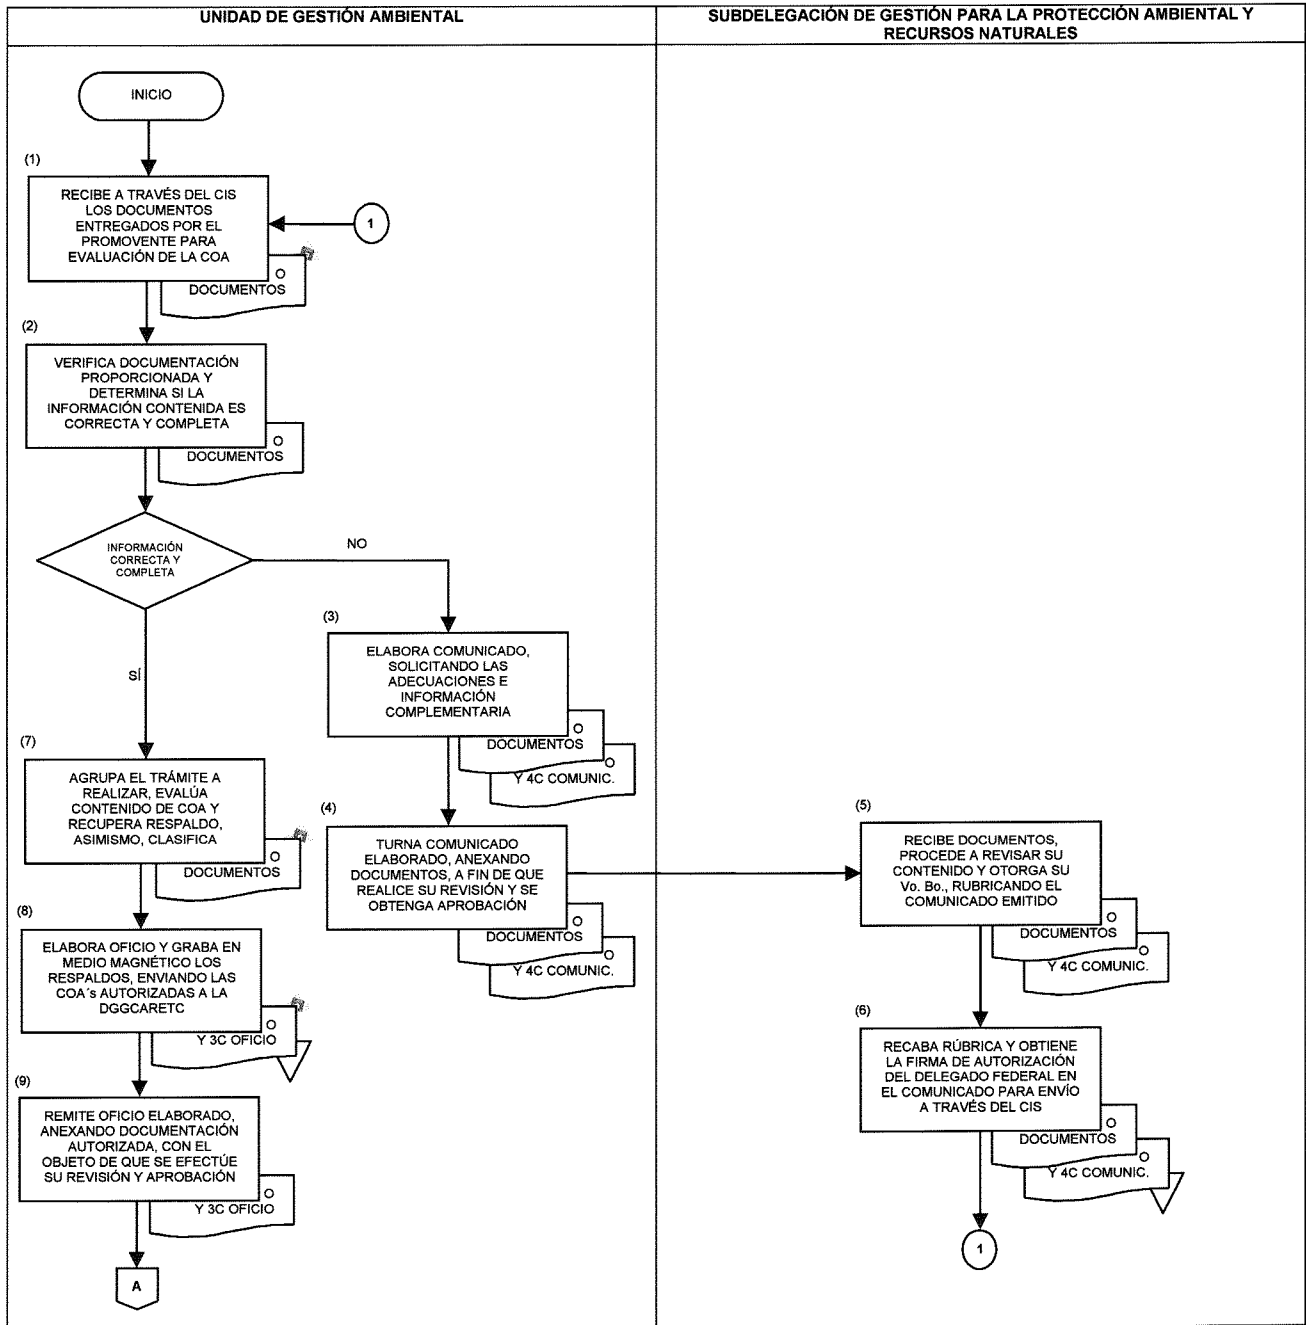 UNIDAD DE GESTIÓN AMBIENTAL
SUBDELEGACIÓN DE GESTIÓN PARA LA PROTECCIÓN AMBIENTAL Y
RECURSOS NATURALES
INICIO
(1)
RECIBE A TRAVÉS DEL CIS
LOS DOCUMENTOS
ENTREGADOS POR EL
PROMOVENTE PARA
EVALUACIÓN DE LA COA
1
O
DOCUMENTOS
(2)
VERIFICA DOCUMENTACIÓN
PROPORCIONADA Y
DETERMINA SI LA
INFORMACIÓN CONTENIDA ES
CORRECTA Y COMPLETA
O
DOCUMENTOS
INFORMACIÓN
CORRECTA Y
COMPLETA
NO
SÍ
(3)
ELABORA COMUNICADO,
SOLICITANDO LAS
ADECUACIONES E
INFORMACIÓN
COMPLEMENTARIA
O
DOCUMENTOS
O
Y 4C COMUNIC.
(4)
TURNA COMUNICADO
ELABORADO, ANEXANDO
DOCUMENTOS, A FIN DE QUE
REALICE SU REVISIÓN Y SE
OBTENGA APROBACIÓN
O
DOCUMENTOS
O
Y 4C COMUNIC.
(5)
RECIBE DOCUMENTOS,
PROCEDE A REVISAR SU
CONTENIDO Y OTORGA SU
Vo. Bo., RUBRICANDO EL
COMUNICADO EMITIDO
O
DOCUMENTOS
O
Y 4C COMUNIC.
(6)
RECABA RÚBRICA Y OBTIENE
LA FIRMA DE AUTORIZACIÓN
DEL DELEGADO FEDERAL EN
EL COMUNICADO PARA ENVÍO
A TRAVÉS DEL CIS
O
DOCUMENTOS
O
Y 4C COMUNIC.
1
(7)
AGRUPA EL TRÁMITE A
REALIZAR, EVALÚA
CONTENIDO DE COA Y
RECUPERA RESPALDO,
ASIMISMO, CLASIFICA
O
DOCUMENTOS
(8)
ELABORA OFICIO Y GRABA EN
MEDIO MAGNÉTICO LOS
RESPALDOS, ENVIANDO LAS
COA´s AUTORIZADAS A LA
DGGCARETC
O
Y 3C OFICIO
(9)
REMITE OFICIO ELABORADO,
ANEXANDO DOCUMENTACIÓN
AUTORIZADA, CON EL
OBJETO DE QUE SE EFECTÚE
SU REVISIÓN Y APROBACIÓN
O
Y 3C OFICIO
A